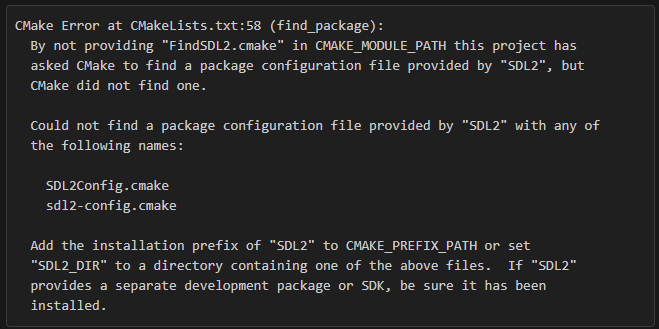 CMake Error at CMakeLists.txt:58 (find_package):
  By not providing "FindSDL2.cmake" in CMAKE_MODULE_PATH this project has
  asked CMake to find a package configuration file provided by "SDL2", but
  CMake did not find one.

  Could not find a package configuration file provided by "SDL2" with any of
  the following names:

    SDL2Config.cmake
    sdl2-config.cmake

  Add the installation prefix of "SDL2" to CMAKE_PREFIX_PATH or set
  "SDL2_DIR" to a directory containing one of the above files.  If "SDL2"
  provides a separate development package or SDK, be sure it has been
  installed.